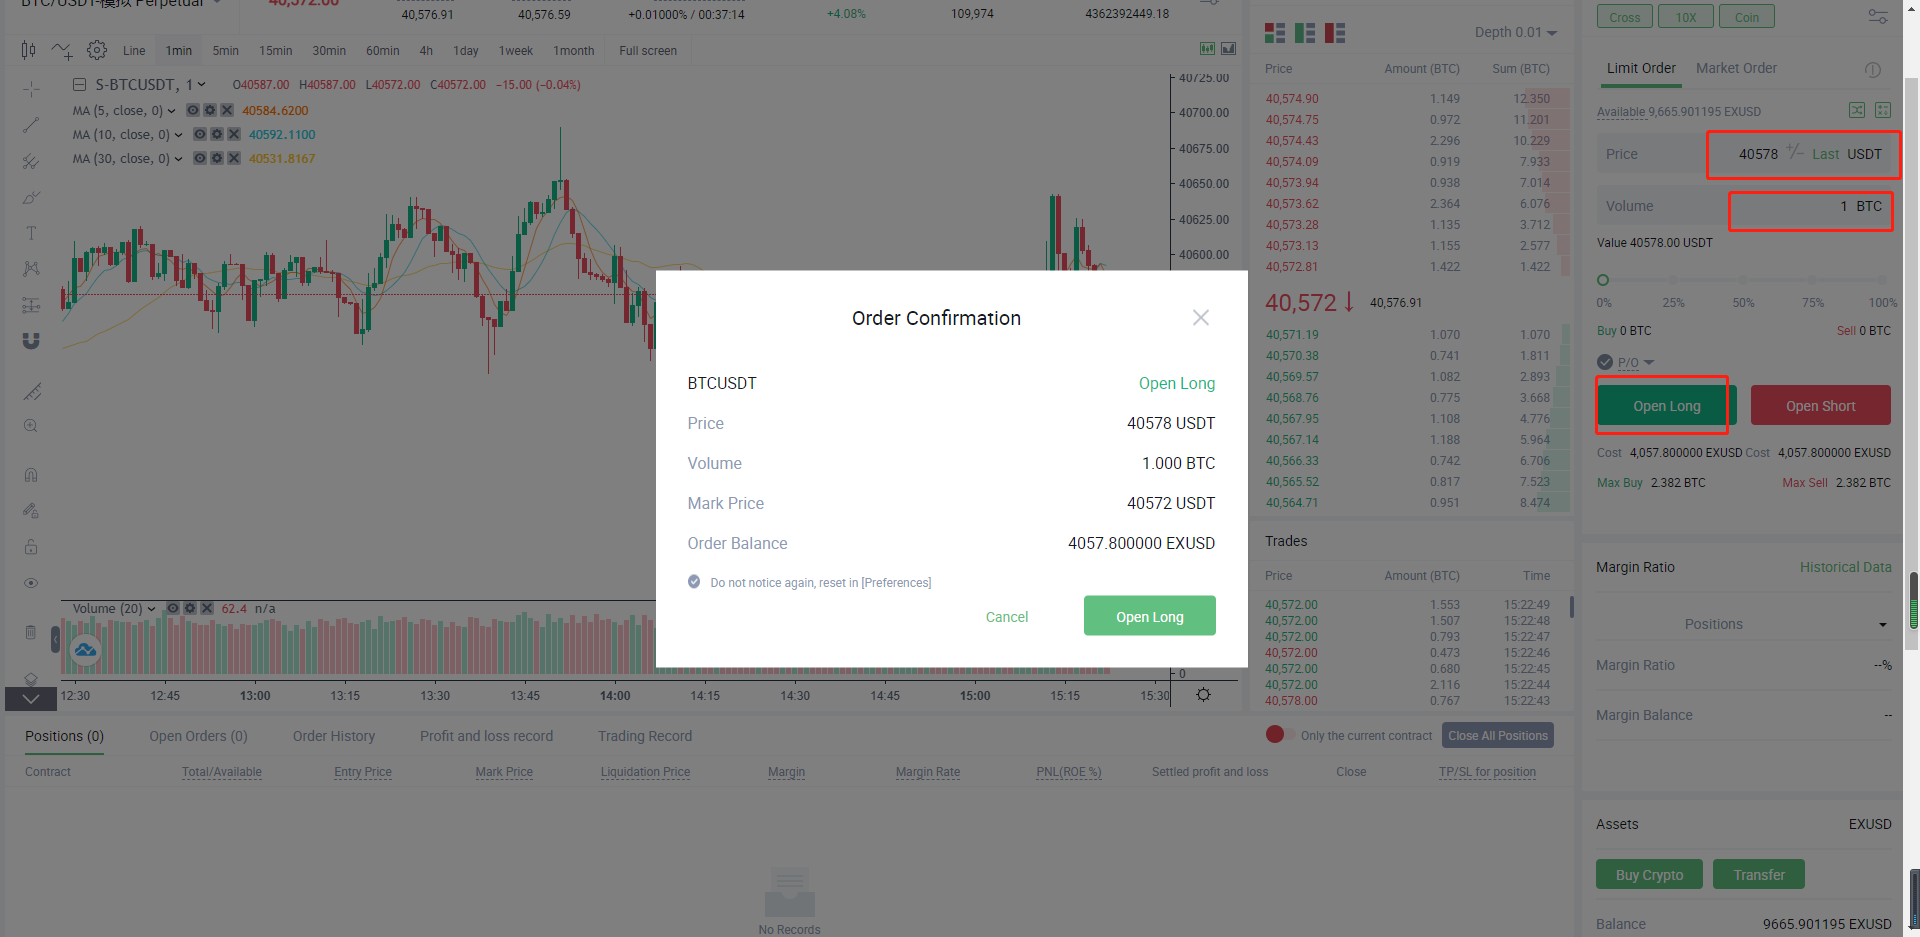 BTC/USDT-模拟 Perpetual
40,572.00
40,576.91
40,576.59
+0.01000% / 00:37:14
+4.08%
109,974
4362392449.18
Line
1min
5min
15min
30min
60min
4h
1day
1week
1month
Full screen
S-BTCUSDT, 1
O40587.00 H40587.00 L40572.00 C40572.00 −15.00 (−0.04%)
MA (5, close, 0) 40584.6200
MA (10, close, 0) 40592.1100
MA (30, close, 0) 40531.8167
40725.00
40700.00
40675.00
40650.00
40625.00
40600.00
Volume (20) 62.4 n/a
0
12:30 12:45 13:00 13:15 13:30 13:45 14:00 14:15 14:30 14:45 15:00 15:15 15:30
Order Confirmation
BTCUSDT Open Long
Price 40578 USDT
Volume 1.000 BTC
Mark Price 40572 USDT
Order Balance 4057.800000 EXUSD
Do not notice again, reset in [Preferences]
Cancel Open Long
Depth 0.01
Price Amount (BTC) Sum (BTC)
40,574.90 1.149 12.350
40,574.75 0.972 11.201
40,574.43 2.296 10.229
40,574.09 0.919 7.933
40,573.94 0.938 7.014
40,573.62 2.364 6.076
40,573.28 1.135 3.712
40,573.13 1.155 2.577
40,572.81 1.422 1.422
40,572 40,576.91
40,571.19 1.070 1.070
40,570.38 0.741 1.811
40,569.57 1.082 2.893
40,568.76 0.775 3.668
40,567.95 1.108 4.776
40,567.14 1.188 5.964
40,566.33 0.742 6.706
40,565.52 0.817 7.523
40,564.71 0.951 8.474
Trades
Price Amount (BTC) Time
40,572.00 1.553 15:22:49
40,572.00 1.507 15:22:48
40,572.00 0.793 15:22:47
40,572.00 0.473 15:22:46
40,572.00 0.680 15:22:45
40,572.00 2.116 15:22:44
40,578.00 0.767 15:22:43
Cross 10X Coin
Limit Order Market Order
Available 9,665.901195 EXUSD
Price 40578 +/− Last USDT
Volume 1 BTC
Value 40578.00 USDT
0% 25% 50% 75% 100%
Buy 0 BTC Sell 0 BTC
P/O
Open Long Open Short
Cost 4,057.800000 EXUSD Cost 4,057.800000 EXUSD
Max Buy 2.382 BTC Max Sell 2.382 BTC
Margin Ratio Historical Data
Positions
Margin Ratio --%
Margin Balance --
Assets EXUSD
Buy Crypto Transfer
Balance 9665.901195 EXUSD
Positions (0) Open Orders (0) Order History Profit and loss record Trading Record
Only the current contract Close All Positions
Contract Total/Available Entry Price Mark Price Liquidation Price Margin Margin Rate PNL(ROE %) Settled profit and loss Close TP/SL for position
No Records